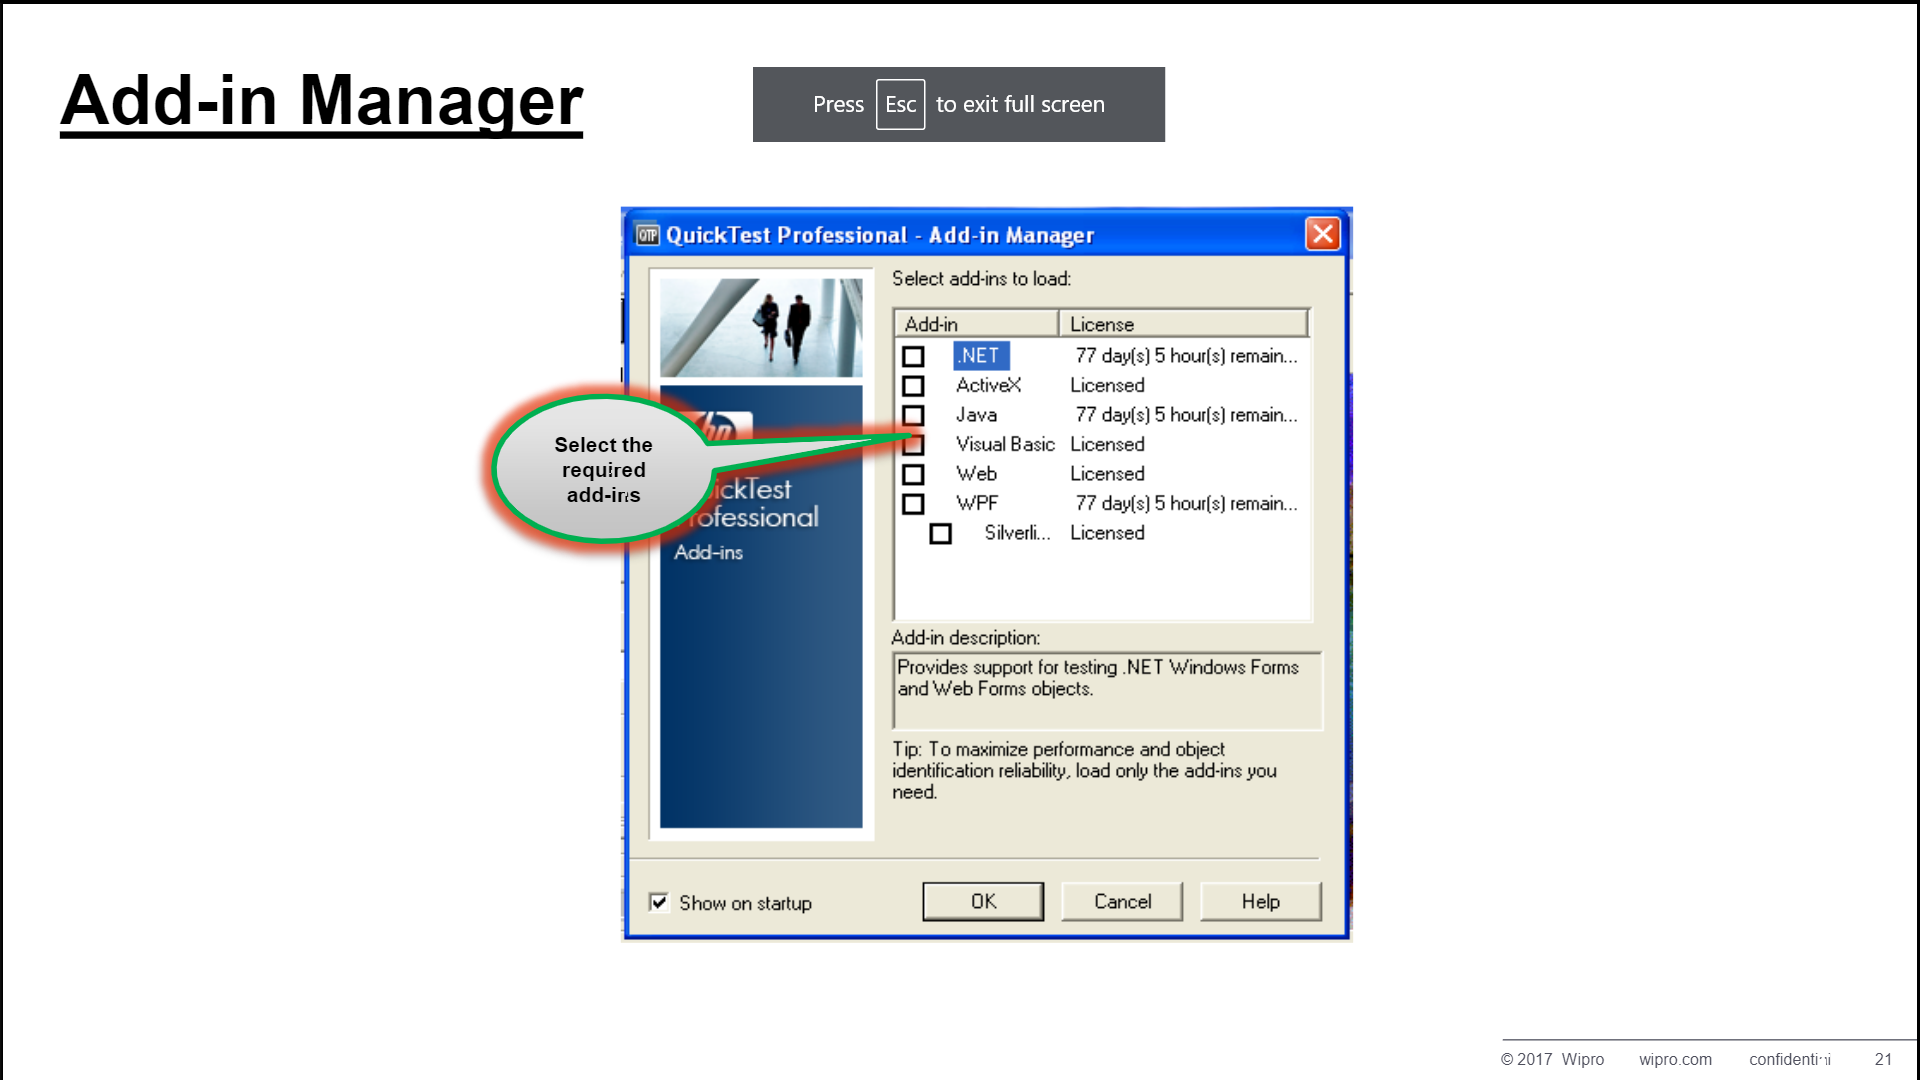 Add-in Manager
Press Esc to exit full screen
QTP QuickTest Professional - Add-in Manager
Select add-ins to load:
Add-in License
.NET 77 day(s) 5 hour(s) remain...
ActiveX Licensed
Java 77 day(s) 5 hour(s) remain...
Visual Basic Licensed
Web Licensed
WPF 77 day(s) 5 hour(s) remain...
Silverli... Licensed
Select the
required
add-ins
Professional
Add-ins
Add-in description:
Provides support for testing .NET Windows Forms
and Web Forms objects.
Tip: To maximize performance and object
identification reliability, load only the add-ins you
need.
Show on startup
OK Cancel Help
© 2017 Wipro wipro.com 21